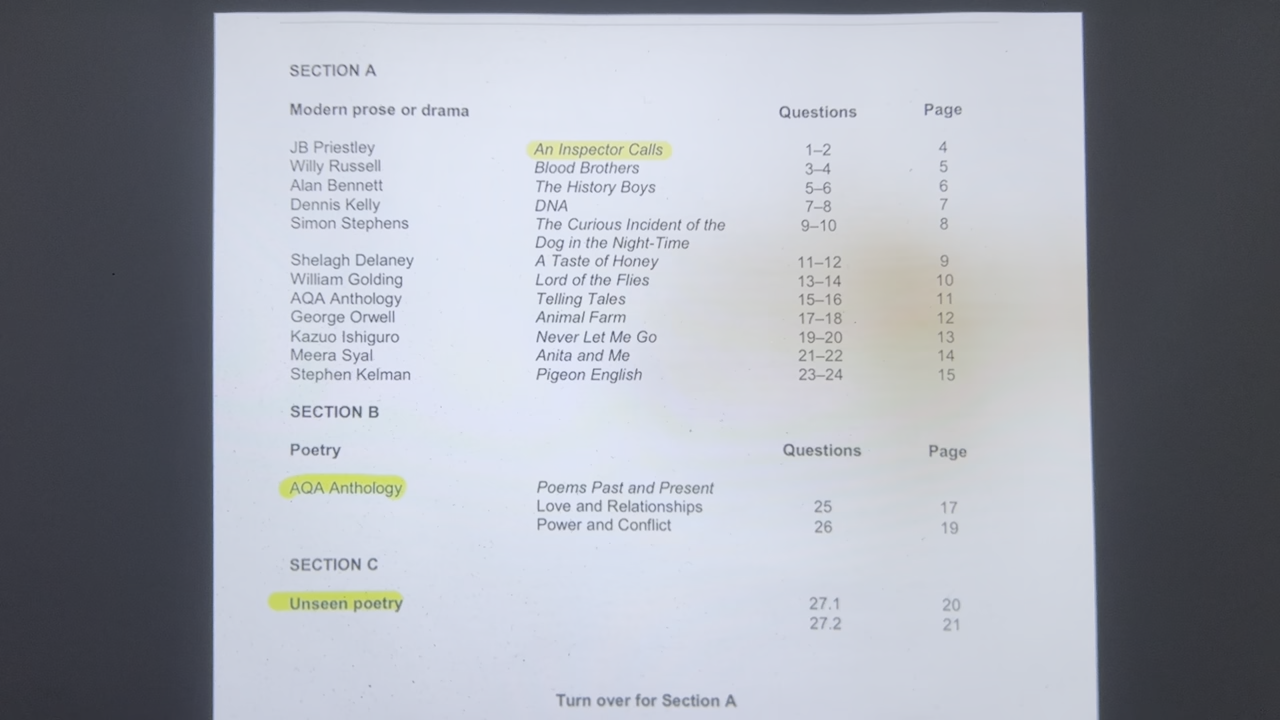 SECTION A
Modern prose or drama Questions Page
JB Priestley An Inspector Calls 1–2 4
Willy Russell Blood Brothers 3–4 5
Alan Bennett The History Boys 5–6 6
Dennis Kelly DNA 7–8 7
Simon Stephens The Curious Incident of the 9–10 8
Dog in the Night-Time
Shelagh Delaney A Taste of Honey 11–12 9
William Golding Lord of the Flies 13–14 10
AQA Anthology Telling Tales 15–16 11
George Orwell Animal Farm 17–18 12
Kazuo Ishiguro Never Let Me Go 19–20 13
Meera Syal Anita and Me 21–22 14
Stephen Kelman Pigeon English 23–24 15
SECTION B
Poetry Questions Page
AQA Anthology Poems Past and Present
Love and Relationships 25 17
Power and Conflict 26 19
SECTION C
Unseen poetry 27.1 20
27.2 21
Turn over for Section A